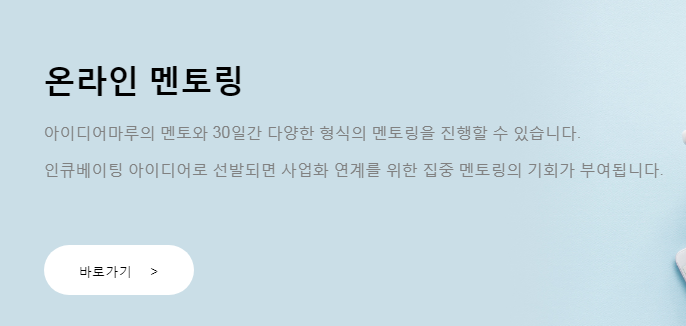 온라인 멘토링
아이디어마루의 멘토와 30일간 다양한 형식의 멘토링을 진행할 수 있습니다.
인큐베이팅 아이디어로 선발되면 사업화 연계를 위한 집중 멘토링의 기회가 부여됩니다.
바로가기 >